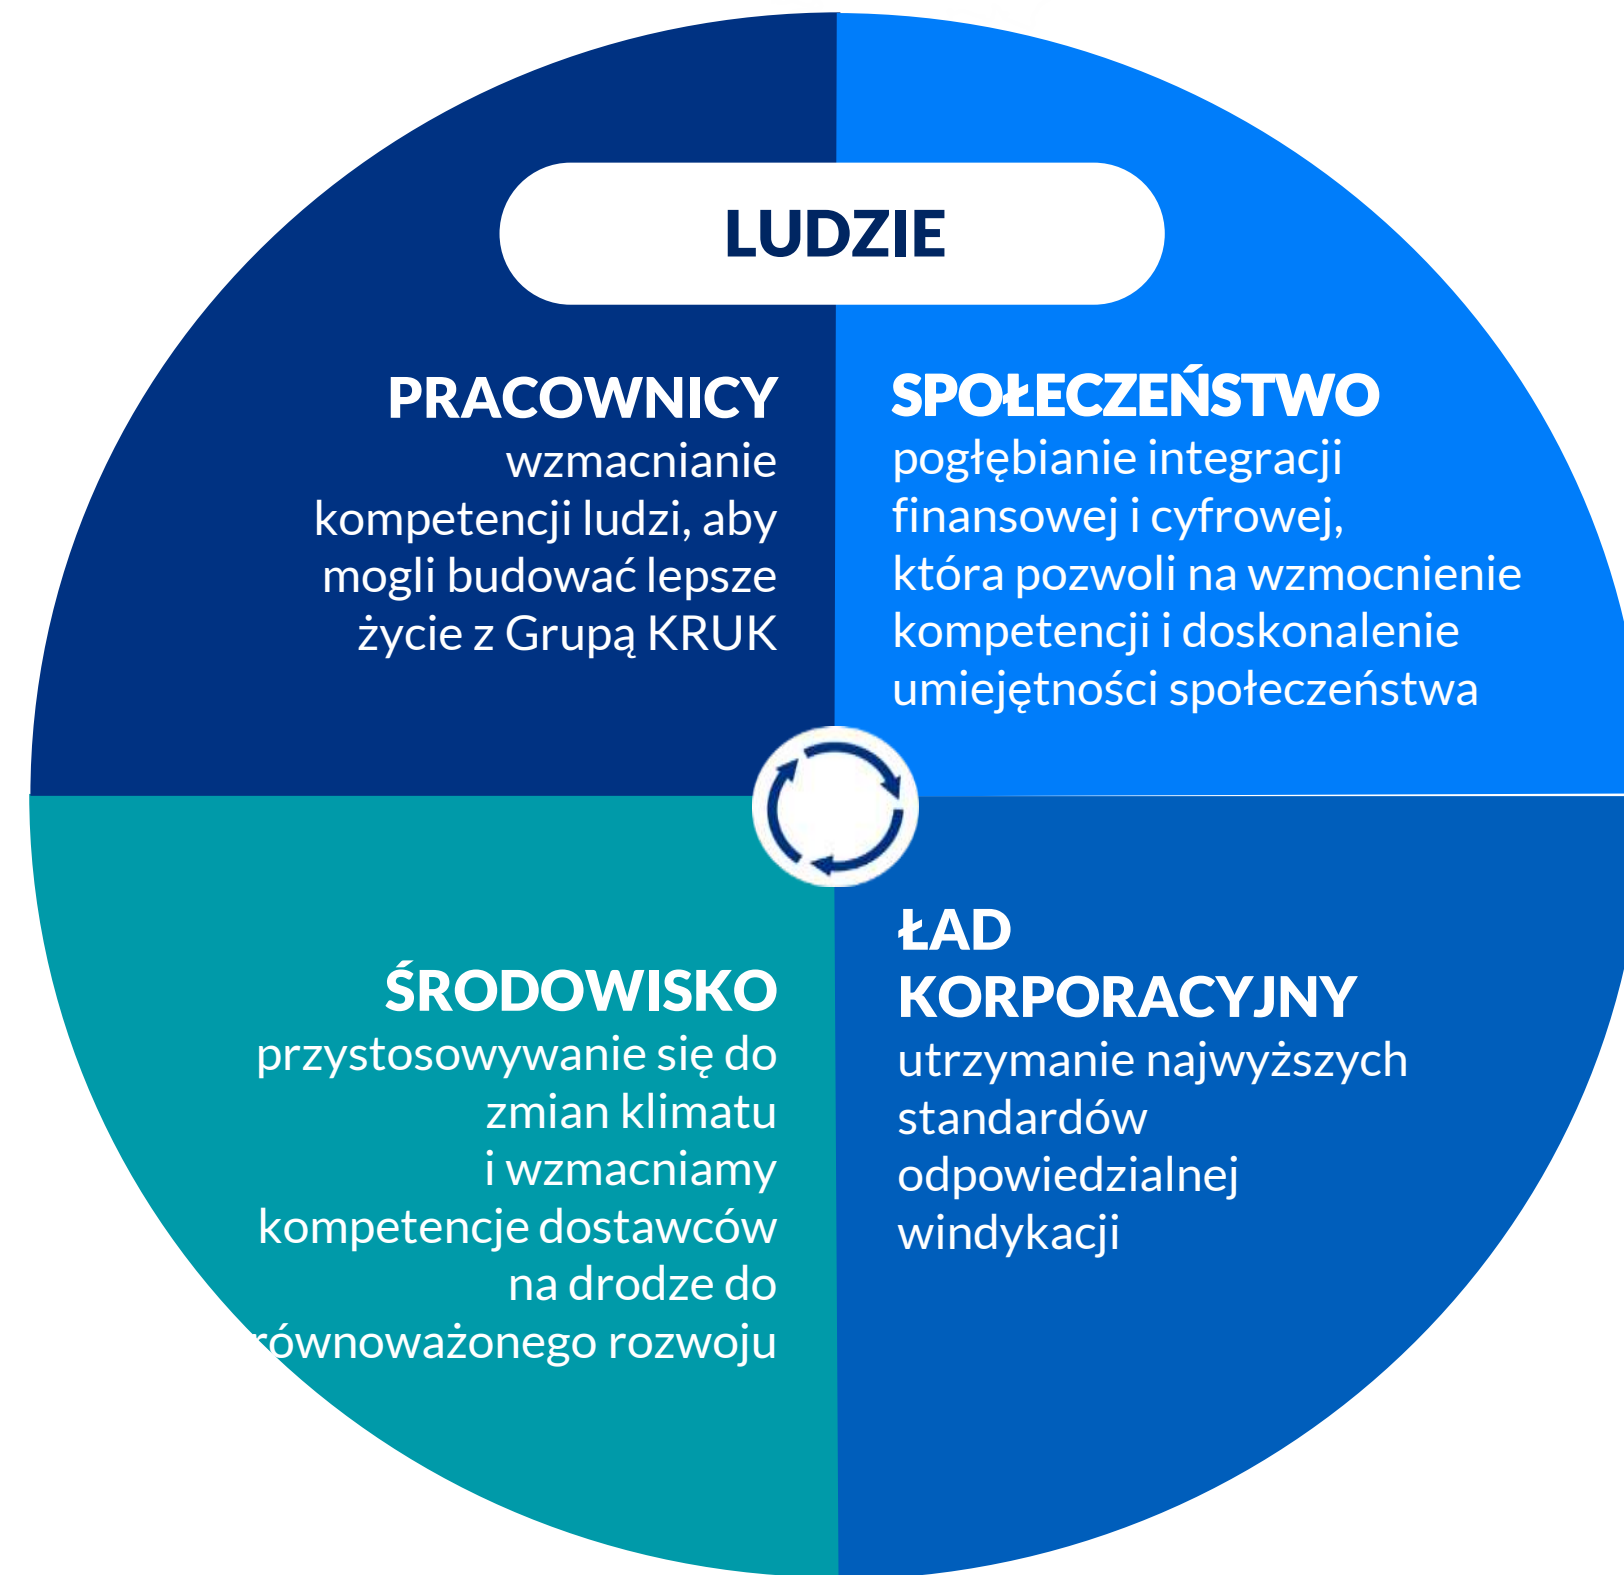 LUDZIE
PRACOWNICY
wzmacnianie
kompetencji ludzi, aby
mogli budować lepsze
życie z Grupą KRUK
SPOŁECZEŃSTWO
pogłębianie integracji
finansowej i cyfrowej,
która pozwoli na wzmocnienie
kompetencji i doskonalenie
umiejętności społeczeństwa
ŚRODOWISKO
przystosowywanie się do
zmian klimatu
i wzmacniamy
kompetencje dostawców
na drodze do
równoważonego rozwoju
ŁAD
KORPORACYJNY
utrzymanie najwyższych
standardów
odpowiedzialnej
windykacji